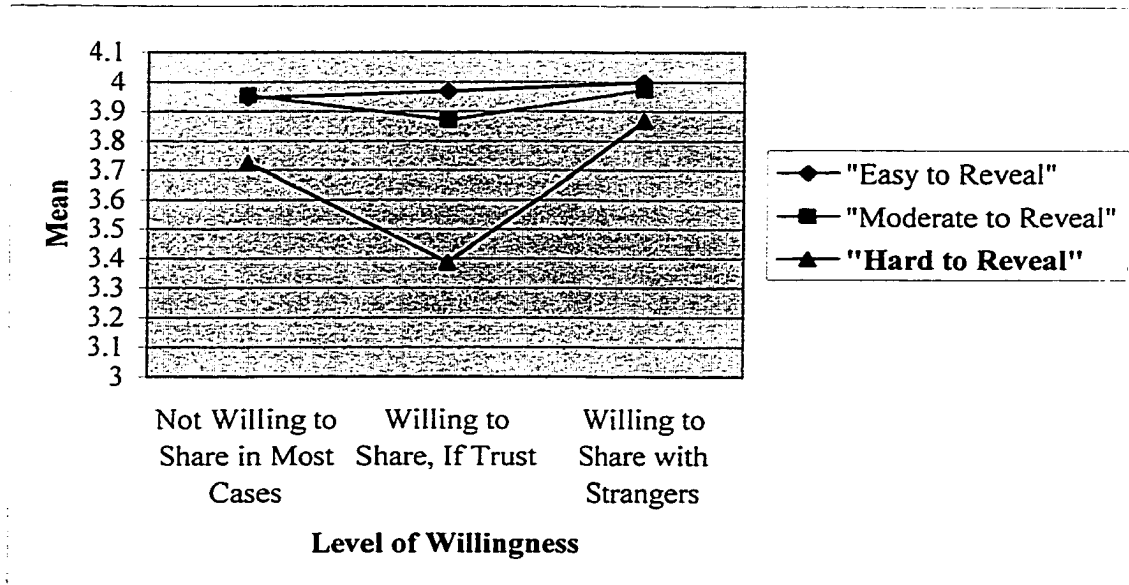 4.1
4
3.9
3.8
3.7
3.6
3.5
3.4
3.3
3.2
3.1
3
Mean
Not Willing to Share in Most Cases
Willing to Share, If Trust
Willing to Share with Strangers
Level of Willingness
"Easy to Reveal"
"Moderate to Reveal"
"Hard to Reveal"